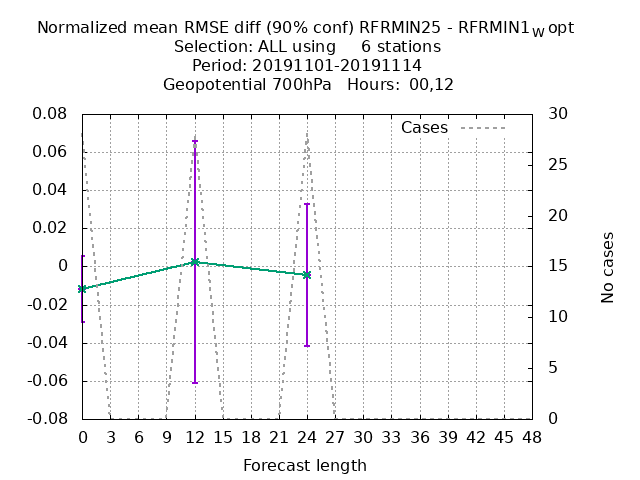 Normalized mean RMSE diff (90% conf) RFRMIN25 - RFRMIN1wopt
Selection: ALL using     6 stations
Period: 20191101-20191114
Geopotential 700hPa   Hours: 00,12
Cases
0.08
0.06
0.04
0.02
0
-0.02
-0.04
-0.06
-0.08
30
25
20
15
10
5
0
No cases
0 3 6 9 12 15 18 21 24 27 30 33 36 39 42 45 48
Forecast length